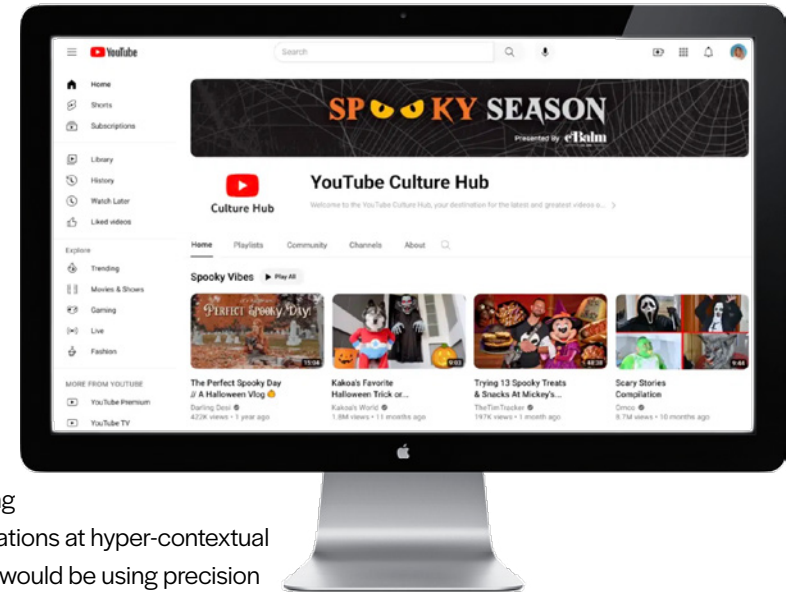 YouTube
Search
Home
Shorts
Subscriptions
Library
History
Watch Later
Liked videos
Explore
Trending
Movies & Shows
Gaming
Live
Fashion
MORE FROM YOUTUBE
YouTube Premium
YouTube TV
SPOOKY SEASON
Presented By eBalm
Culture Hub
YouTube Culture Hub
Welcome to the YouTube Culture Hub, your destination for the latest and greatest videos o...
Home Playlists Community Channels About
Spooky Vibes Play All
PERFECT SPOOKY DAY!
15:04
9:03
48:38
9:44
The Perfect Spooky Day
// A Halloween Vlog
Darling Desi
422K views • 1 year ago
Kakoa's Favorite
Halloween Trick or...
Kakoa's World
1.8M views • 11 months ago
Trying 13 Spooky Treats
& Snacks At Mickey's...
TheTimTracker
197K views • 1 month ago
Scary Stories
Compilation
8.7M views • 10 months ago
ations at hyper-contextual
would be using precision